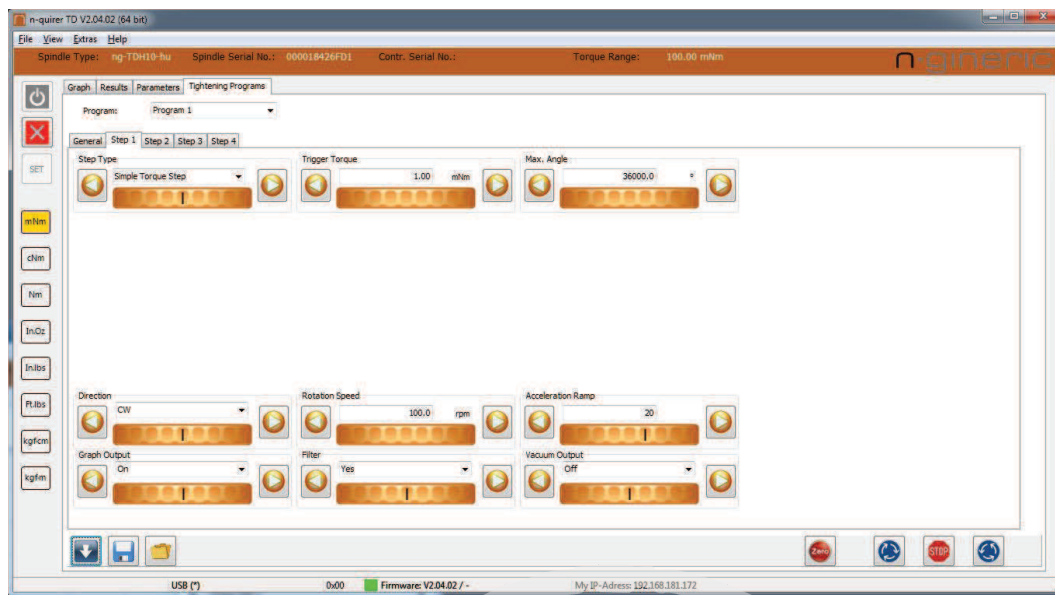 n-quirer TD V2.04.02 (64 bit)
File View Extras Help
Spindle Type: ng-TDH10-hu Spindle Serial No.: 000018426FD1 Contr. Serial No.: Torque Range: 100.00 mNm
n-gineric
Graph Results Parameters Tightening Programs
Program: Program 1
General Step 1 Step 2 Step 3 Step 4
SET
mNm
cNm
Nm
In.Oz
In.lbs
Ft.lbs
kgfcm
kgfm
Step Type Trigger Torque Max. Angle
Simple Torque Step 1.00 mNm 36000.0 °
Direction Rotation Speed Acceleration Ramp
CW 100.0 rpm 20
Graph Output Filter Vacuum Output
On Yes Off
Zero STOP
USB (*) 0x00 Firmware: V2.04.02 / - My IP-Adress: 192.168.181.172